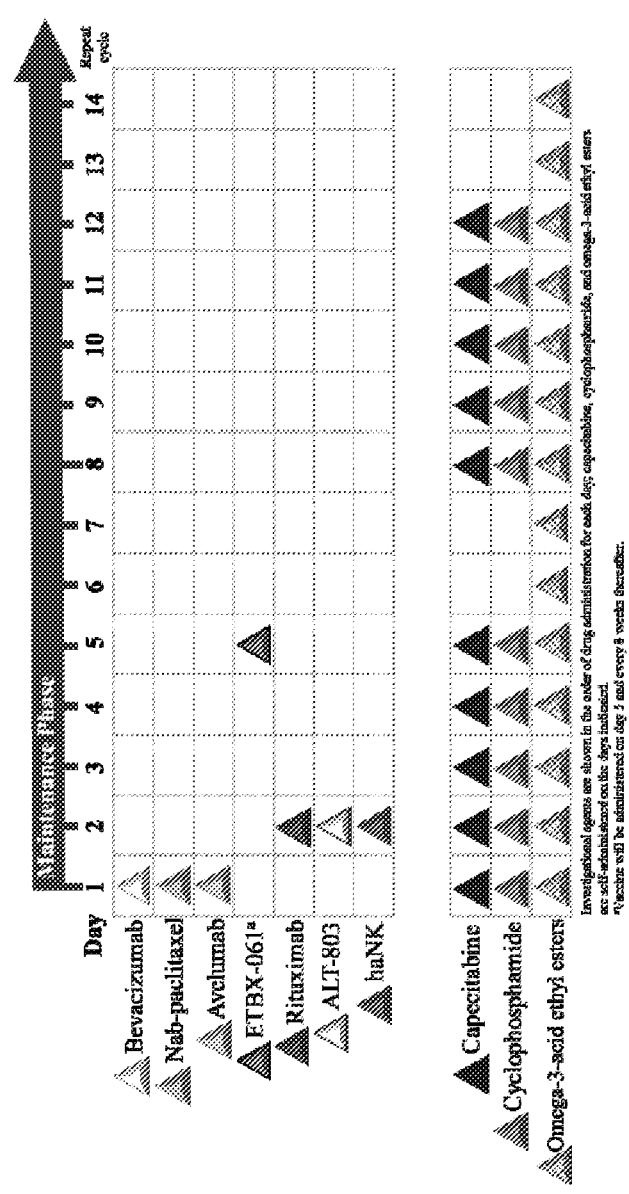 Maintenance Phase
Repeat
cycle
Day 1 2 3 4 5 6 7 8 9 10 11 12 13 14
Bevacizumab
Nab-paclitaxel
Avelumab
ETBX-061ª
Rituximab
ALT-803
haNK
Capecitabine
Cyclophosphamide
Omega-3-acid ethyl esters
Investigational agents are shown in the order of drug administration for each day; capecitabine, cyclophosphamide, and omega-3-acid ethyl esters
are self-administered on the days indicated.
ªVaccine will be administered on day 5 and every 8 weeks thereafter.